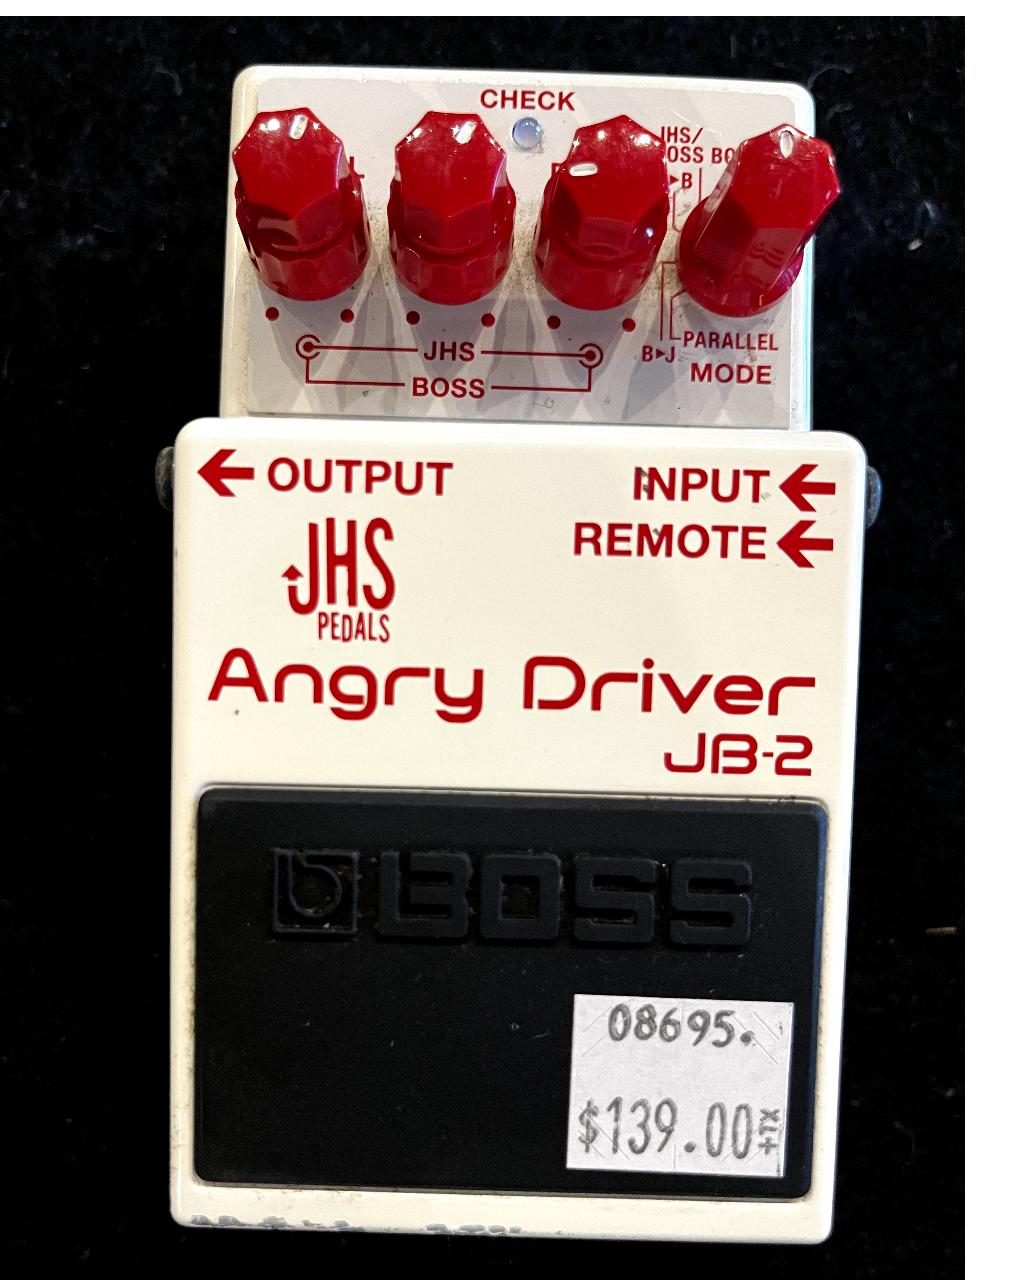 CHECK
JHS/
B
JHS
BOSS
PARALLEL
B▸J
MODE
← OUTPUT
INPUT ←
REMOTE ←
JHS
PEDALS
Angry Driver
JB-2
BOSS
08695.
$139.00+TX